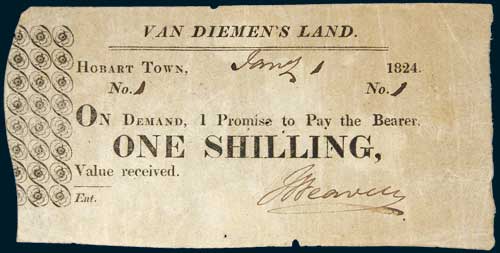 VAN DIEMEN'S LAND.
HOBART TOWN, Jany 1 1824.
No. 1 No. 1
ON DEMAND, 1 Promise to Pay the Bearer.
ONE SHILLING,
Value received.
Ent.